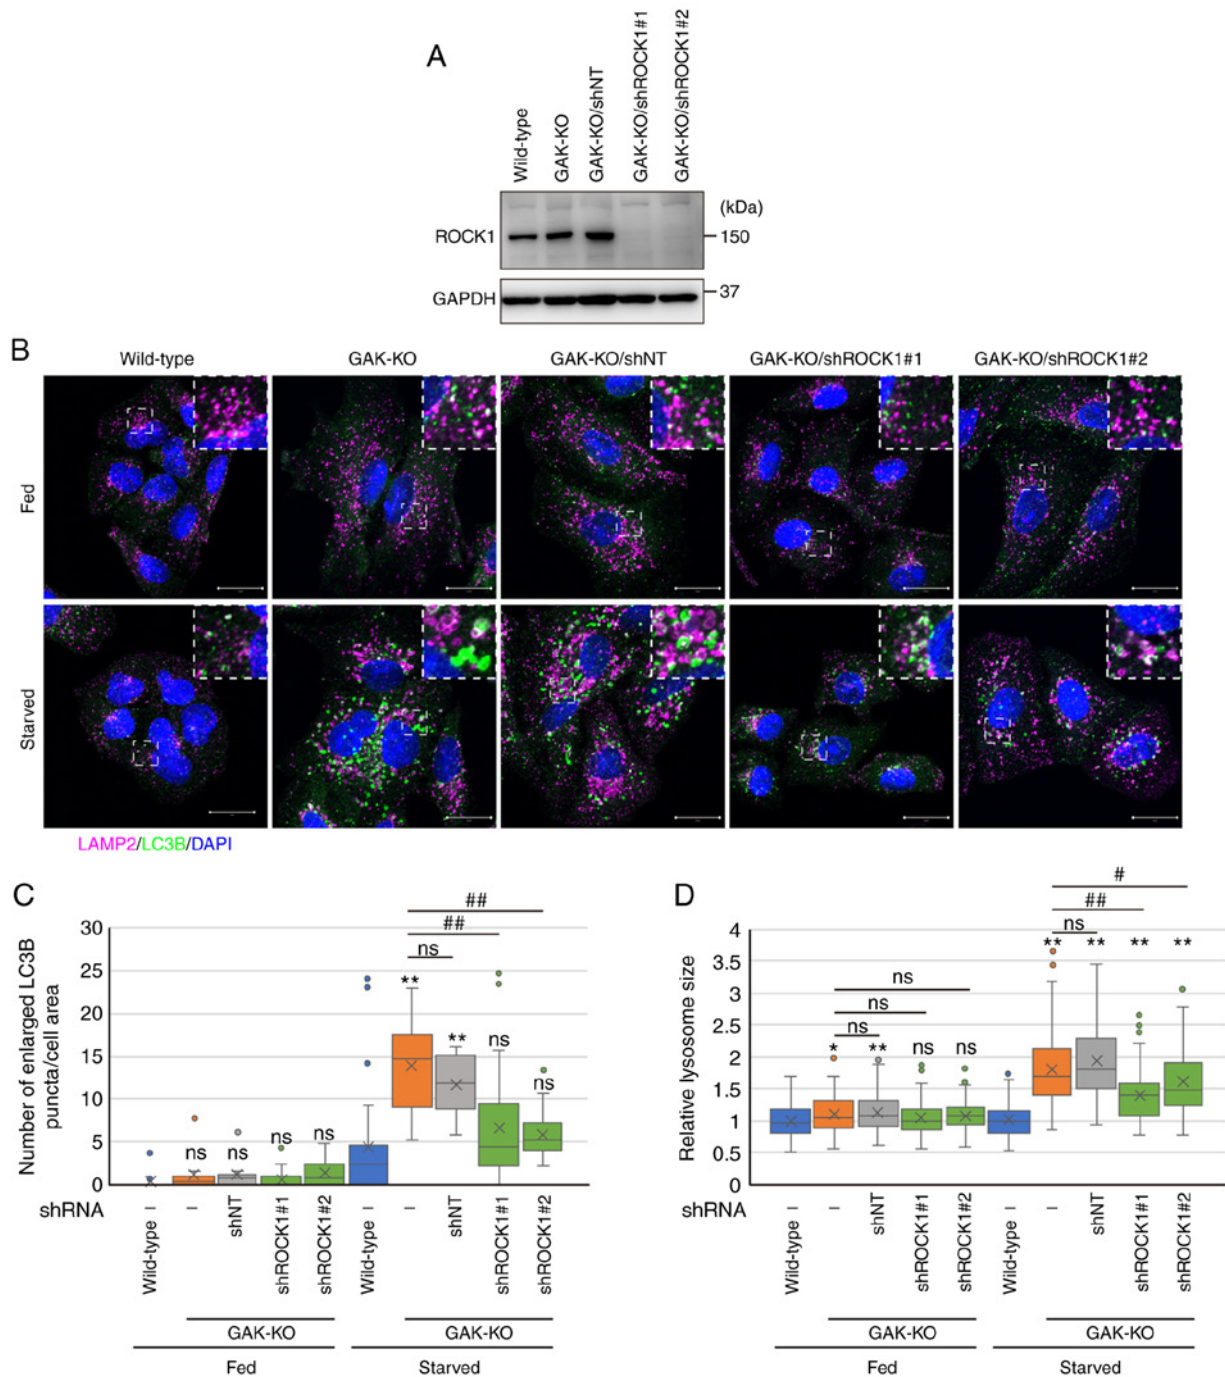 A
Wild-type
GAK-KO
GAK-KO/shNT
GAK-KO/shROCK1#1
GAK-KO/shROCK1#2
(kDa)
ROCK1
150
GAPDH
37
B
Wild-type GAK-KO GAK-KO/shNT GAK-KO/shROCK1#1 GAK-KO/shROCK1#2
Fed
Starved
LAMP2/LC3B/DAPI
C
Number of enlarged LC3B
puncta/cell area
30
25
20
15
10
5
0
ns ns ns ns
** ** ns ns
ns
##
##
shRNA – – shNT shROCK1#1 shROCK1#2 – – shNT shROCK1#1 shROCK1#2
Wild-type Wild-type
GAK-KO GAK-KO
Fed Starved
D
Relative lysosome size
4
3.5
3
2.5
2
1.5
1
0.5
0
* ** ns ns
ns
ns
ns
** ** ** **
ns
##
#
shRNA – – shNT shROCK1#1 shROCK1#2 – – shNT shROCK1#1 shROCK1#2
Wild-type Wild-type
GAK-KO GAK-KO
Fed Starved